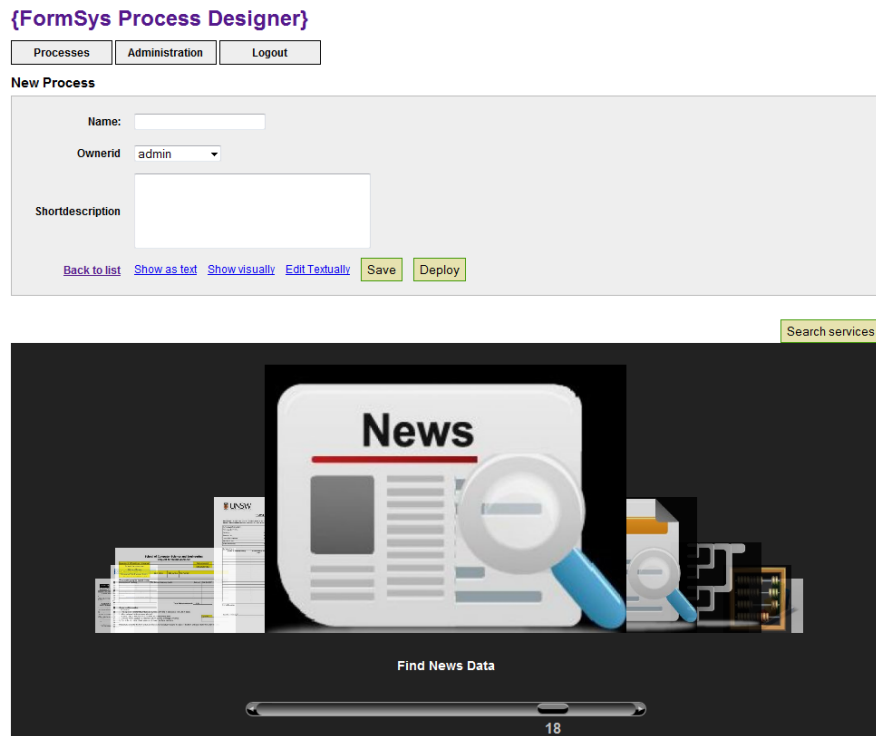 {FormSys Process Designer}
Processes Administration Logout
New Process
Name:
Ownerid admin
Shortdescription
Back to list Show as text Show visually Edit Textually Save Deploy
Search services
News
UNSW
Find News Data
18